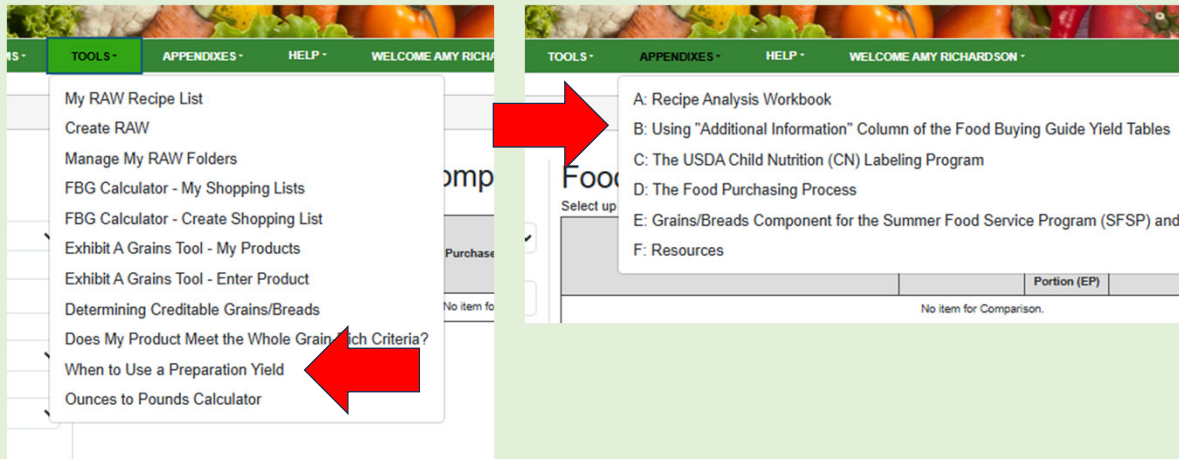 TOOLS
APPENDIXES
HELP
WELCOME AMY RICHA
My RAW Recipe List
Create RAW
Manage My RAW Folders
FBG Calculator - My Shopping Lists
FBG Calculator - Create Shopping List
Exhibit A Grains Tool - My Products
Exhibit A Grains Tool - Enter Product
Determining Creditable Grains/Breads
Does My Product Meet the Whole Grain-Rich Criteria?
When to Use a Preparation Yield
Ounces to Pounds Calculator
omp
Purchase
No item fo
TOOLS
APPENDIXES
HELP
WELCOME AMY RICHARDSON
A: Recipe Analysis Workbook
B: Using "Additional Information" Column of the Food Buying Guide Yield Tables
C: The USDA Child Nutrition (CN) Labeling Program
D: The Food Purchasing Process
E: Grains/Breads Component for the Summer Food Service Program (SFSP) and
F: Resources
Foo
Select up
Portion (EP)
No item for Comparison.